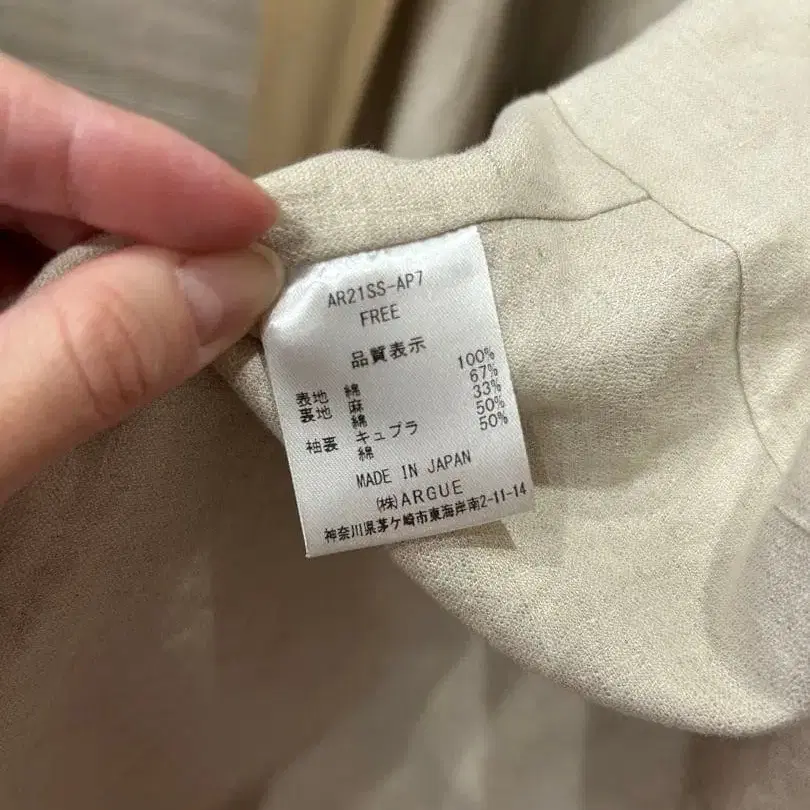 AR21SS-AP7
FREE
品質表示
表地 綿 100%
裏地 麻 67%
綿 33%
袖裏 キュプラ 50%
綿 50%
MADE IN JAPAN
㈱ARGUE
神奈川県茅ケ崎市東海岸南2-11-14